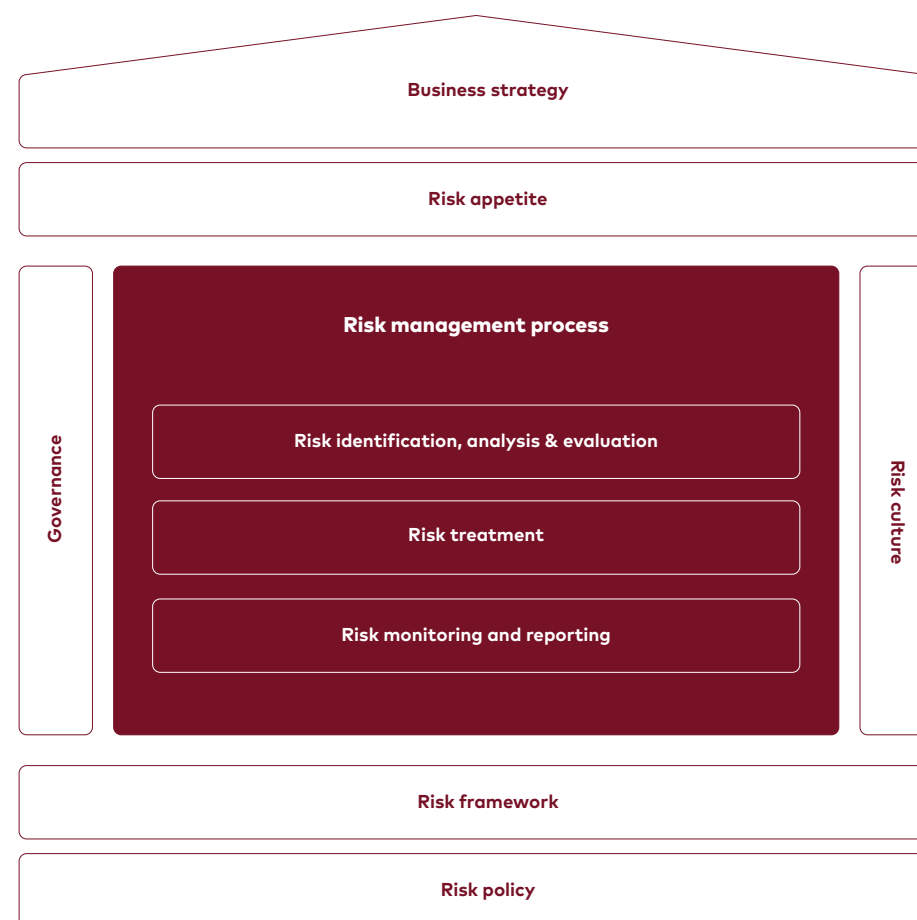 Business strategy
Risk appetite
Governance
Risk management process
Risk identification, analysis & evaluation
Risk treatment
Risk monitoring and reporting
Risk culture
Risk framework
Risk policy